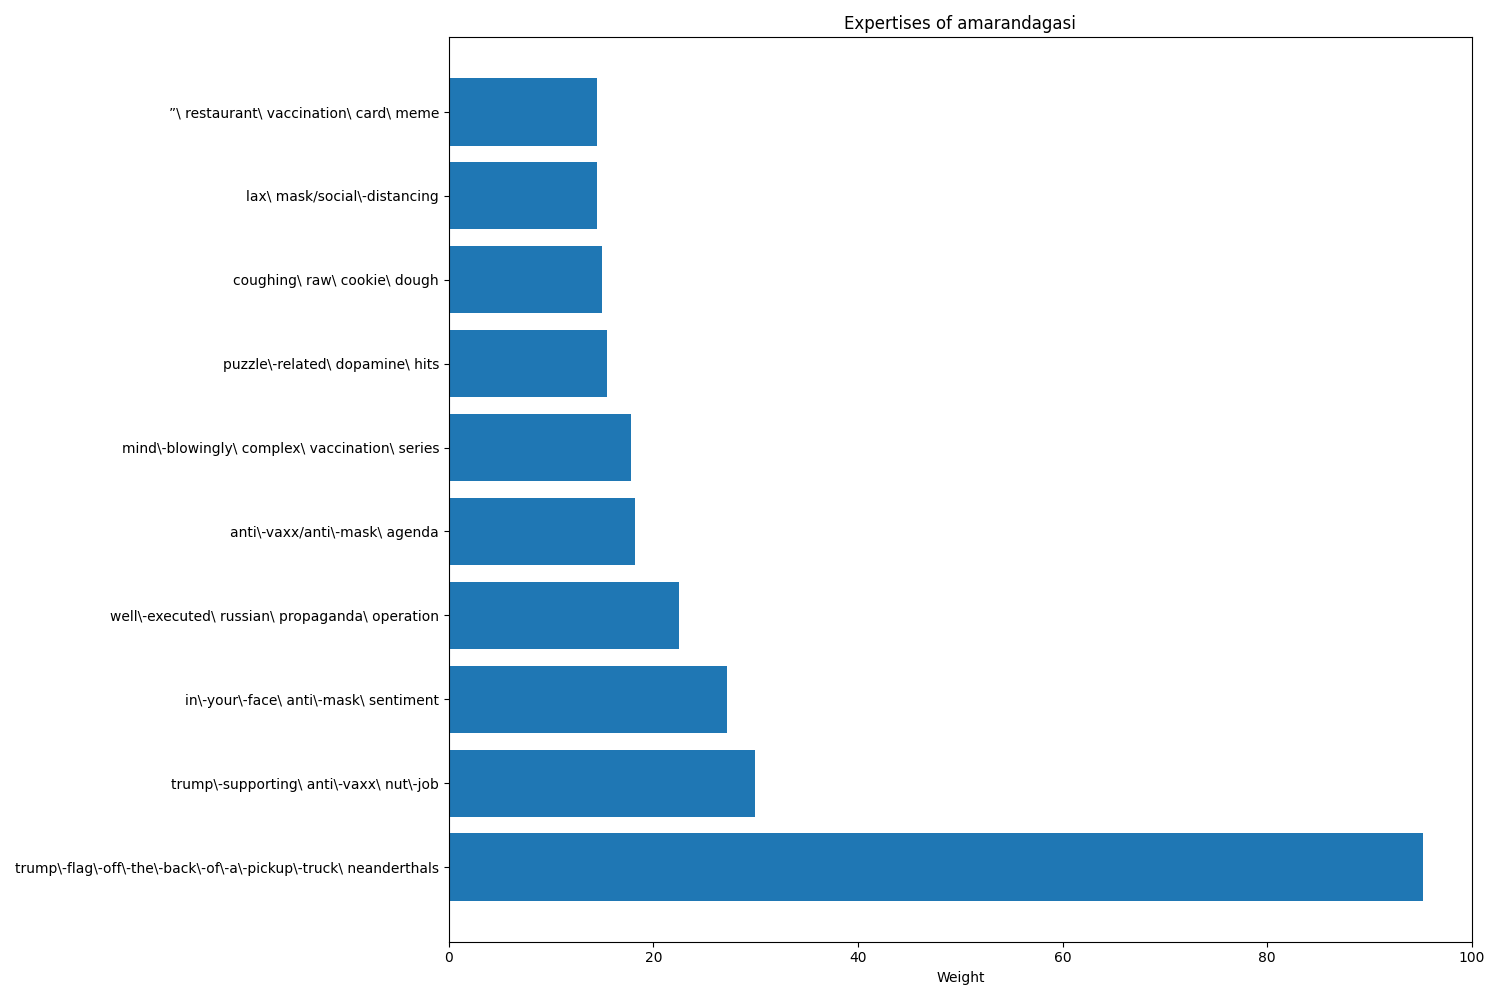 Expertises of amarandagasi
”\ restaurant\ vaccination\ card\ meme
lax\ mask/social\-distancing
coughing\ raw\ cookie\ dough
puzzle\-related\ dopamine\ hits
mind\-blowingly\ complex\ vaccination\ series
anti\-vaxx/anti\-mask\ agenda
well\-executed\ russian\ propaganda\ operation
in\-your\-face\ anti\-mask\ sentiment
trump\-supporting\ anti\-vaxx\ nut\-job
trump\-flag\-off\-the\-back\-of\-a\-pickup\-truck\ neanderthals
0 20 40 60 80 100
Weight